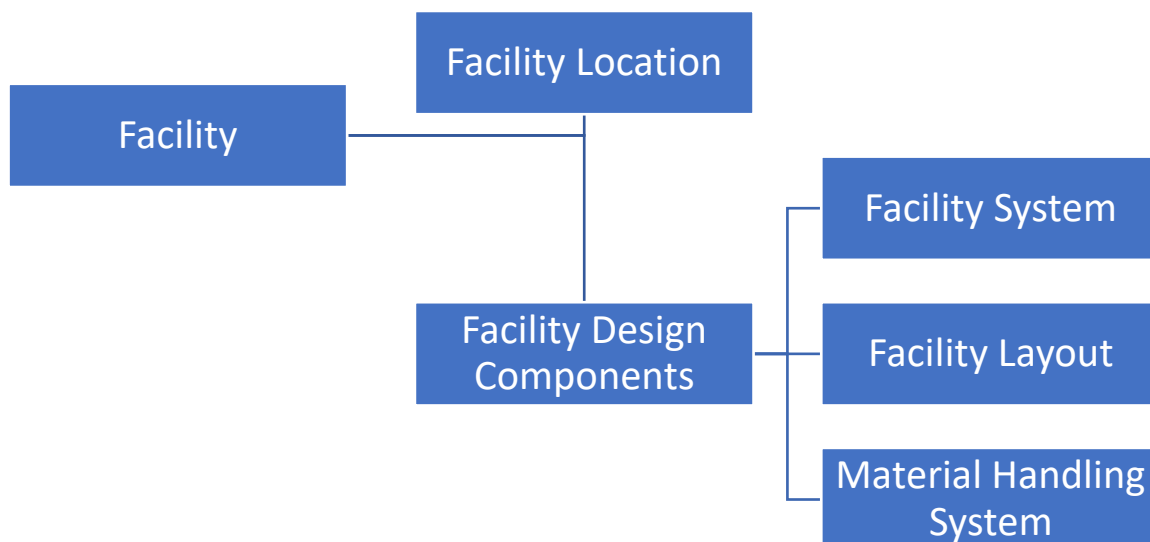 Facility Location
Facility
Facility System
Facility Design
Components
Facility Layout
Material Handling
System